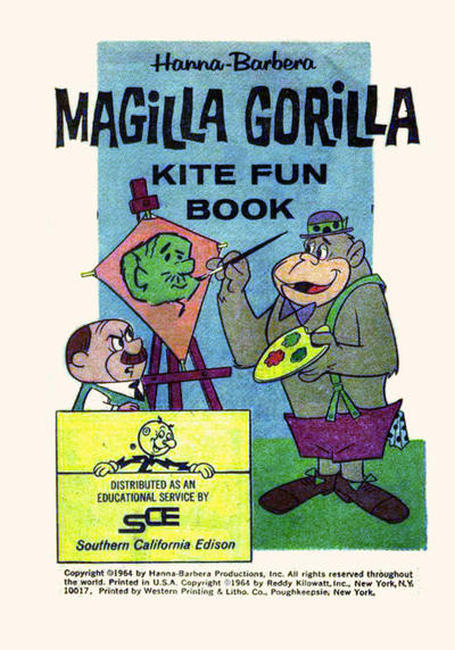 Hanna-Barbera
MAGiLLA GORiLLA
KITE FUN
BOOK
DISTRIBUTED AS AN
EDUCATIONAL SERVICE BY
SCE
Southern California Edison
Copyright ©1964 by Hanna-Barbera Productions, Inc. All rights reserved throughout
the world. Printed in U.S.A. Copyright ©1964 by Reddy Kilowatt, Inc., New York, N.Y.
10017. Printed by Western Printing & Litho. Co., Poughkeepsie, New York.